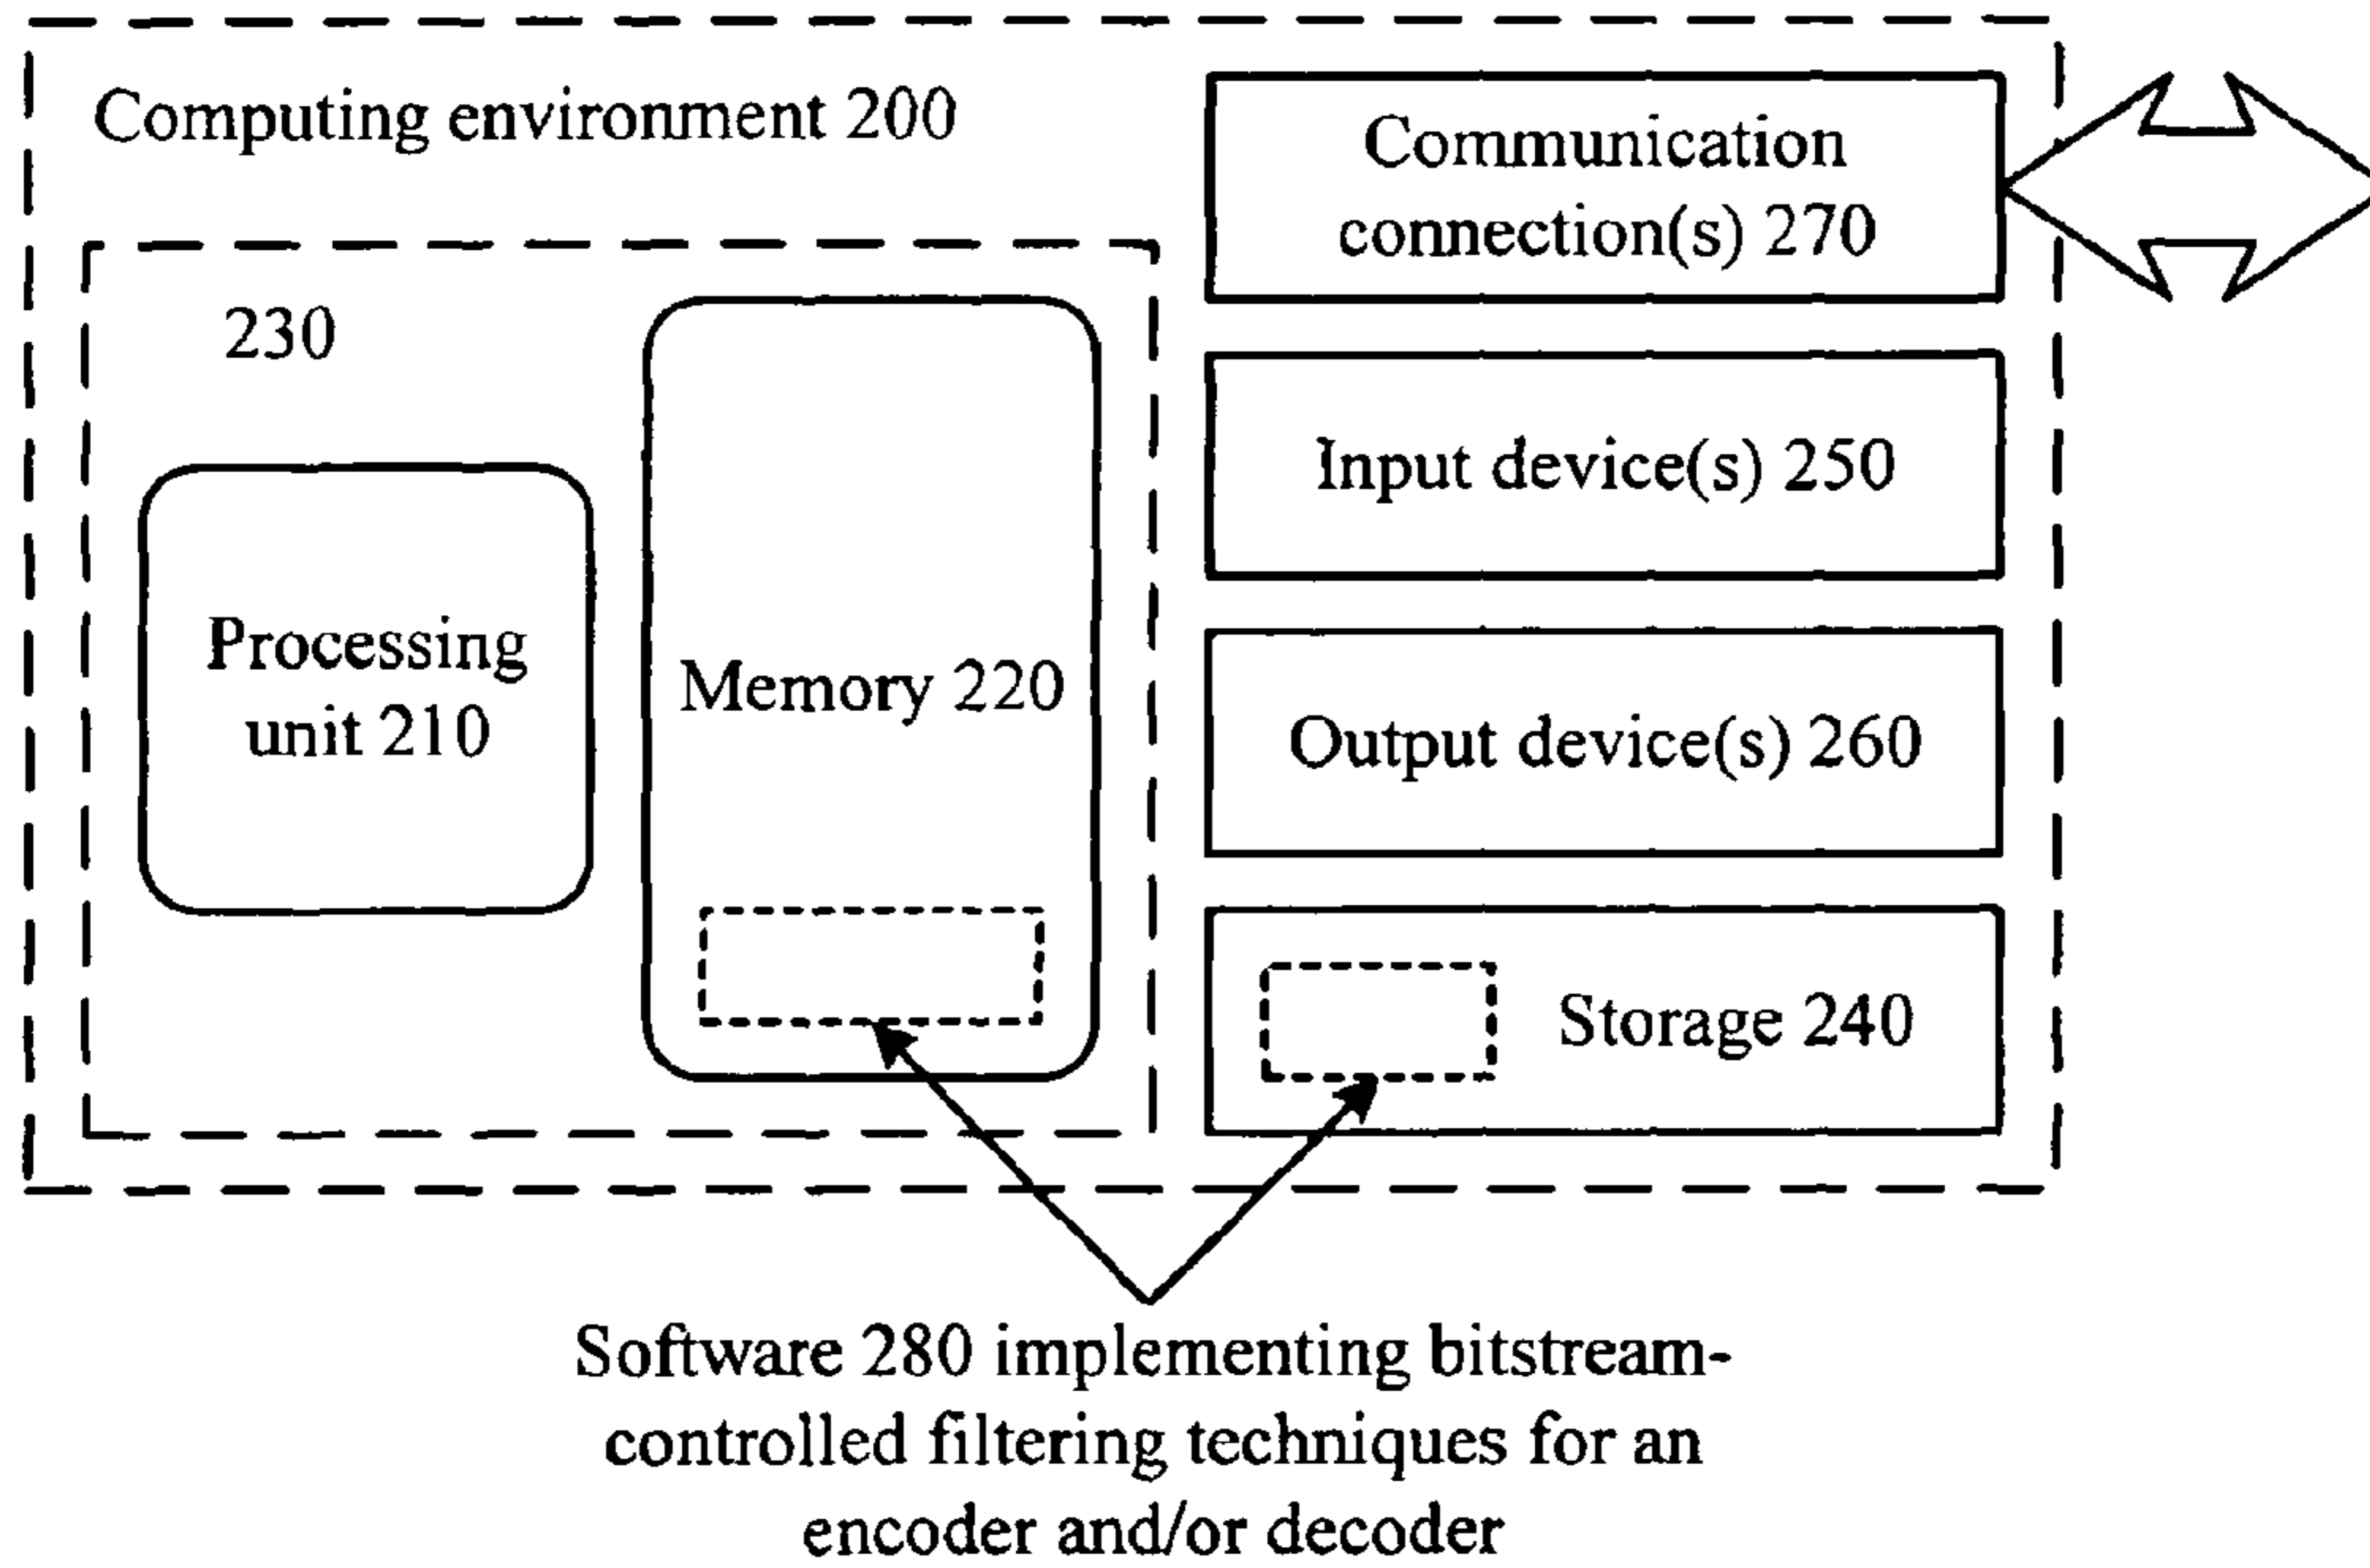 Computing environment 200
Communication
connection(s) 270
230
Input device(s) 250
Processing
unit 210
Memory 220
Output device(s) 260
Storage 240
Software 280 implementing bitstream-
controlled filtering techniques for an
encoder and/or decoder